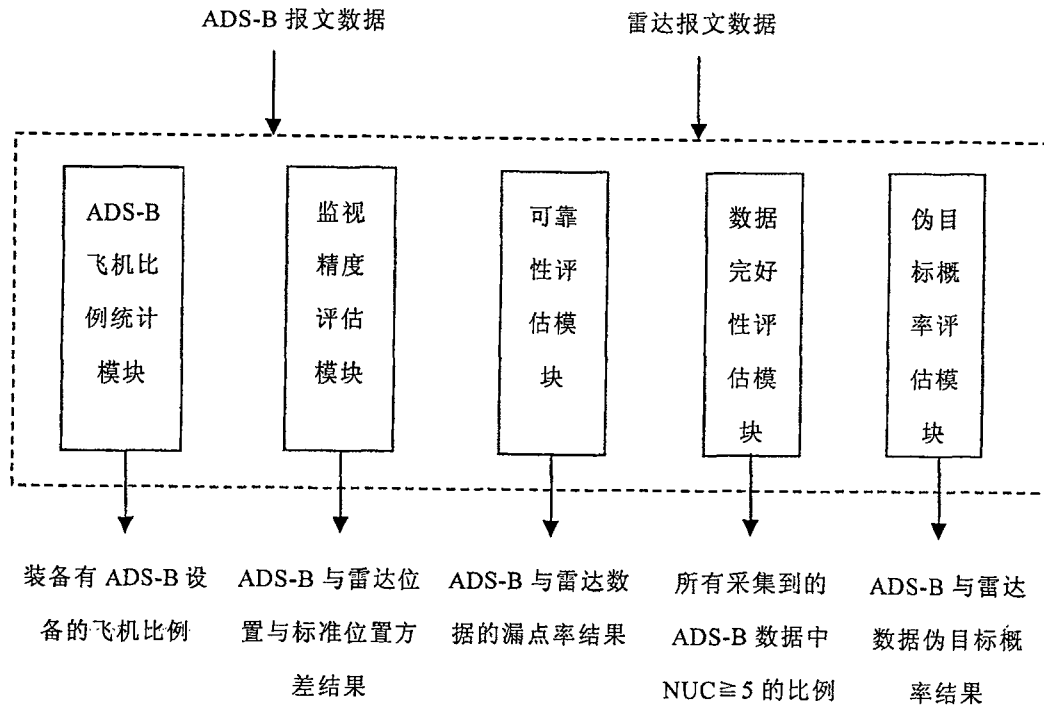 ADS-B 报文数据
雷达报文数据
ADS-B
飞机比
例统计
模块
监视
精度
评估
模块
可靠
性评
估模
块
数据
完好
性评
估模
块
伪目
标概
率评
估模
块
装备有 ADS-B 设
备的飞机比例
ADS-B 与雷达位
置与标准位置方
差结果
ADS-B 与雷达数
据的漏点率结果
所有采集到的
ADS-B 数据中
NUC≧5 的比例
ADS-B 与雷达
数据伪目标概
率结果